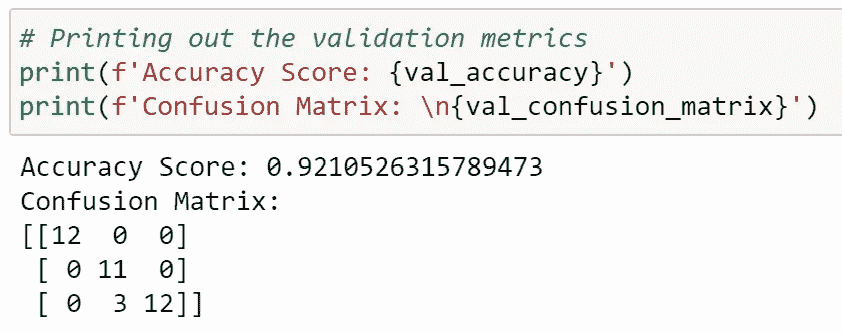 # Printing out the validation metrics
print(f'Accuracy Score: {val_accuracy}')
print(f'Confusion Matrix: \n{val_confusion_matrix}')
Accuracy Score: 0.9210526315789473
Confusion Matrix:
[[12  0  0]
 [ 0 11  0]
 [ 0  3 12]]